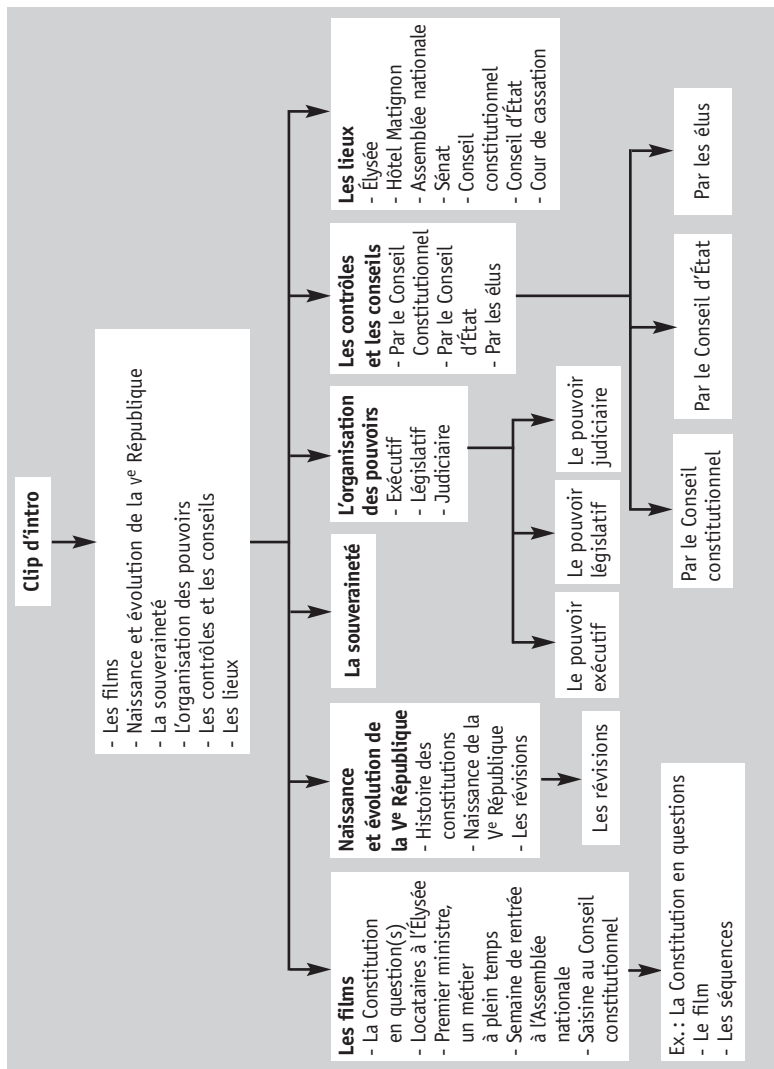 Clip d'intro
- Les films
- Naissance et évolution de la Ve République
- La souveraineté
- L'organisation des pouvoirs
- Les contrôles et les conseils
- Les lieux
Les films
- La Constitution
en question(s)
- Locataires à l'Élysée
- Premier ministre,
un métier
à plein temps
- Semaine de rentrée
à l'Assemblée
nationale
- Saisine au Conseil
constitutionnel
Ex. : La Constitution en questions
- Le film
- Les séquences
Naissance
et évolution de
la Ve République
- Histoire des
constitutions
- Naissance de la
Ve République
- Les révisions
Les révisions
La souveraineté
L'organisation
des pouvoirs
- Exécutif
- Législatif
- Judiciaire
Le pouvoir
exécutif
Le pouvoir
législatif
Le pouvoir
judiciaire
Les contrôles
et les conseils
- Par le Conseil
Constitutionnel
- Par le Conseil
d'État
- Par les élus
Par le Conseil
constitutionnel
Par le Conseil d'État
Par les élus
Les lieux
- Élysée
- Hôtel Matignon
- Assemblée nationale
- Sénat
- Conseil
constitutionnel
- Conseil d'État
- Cour de cassation